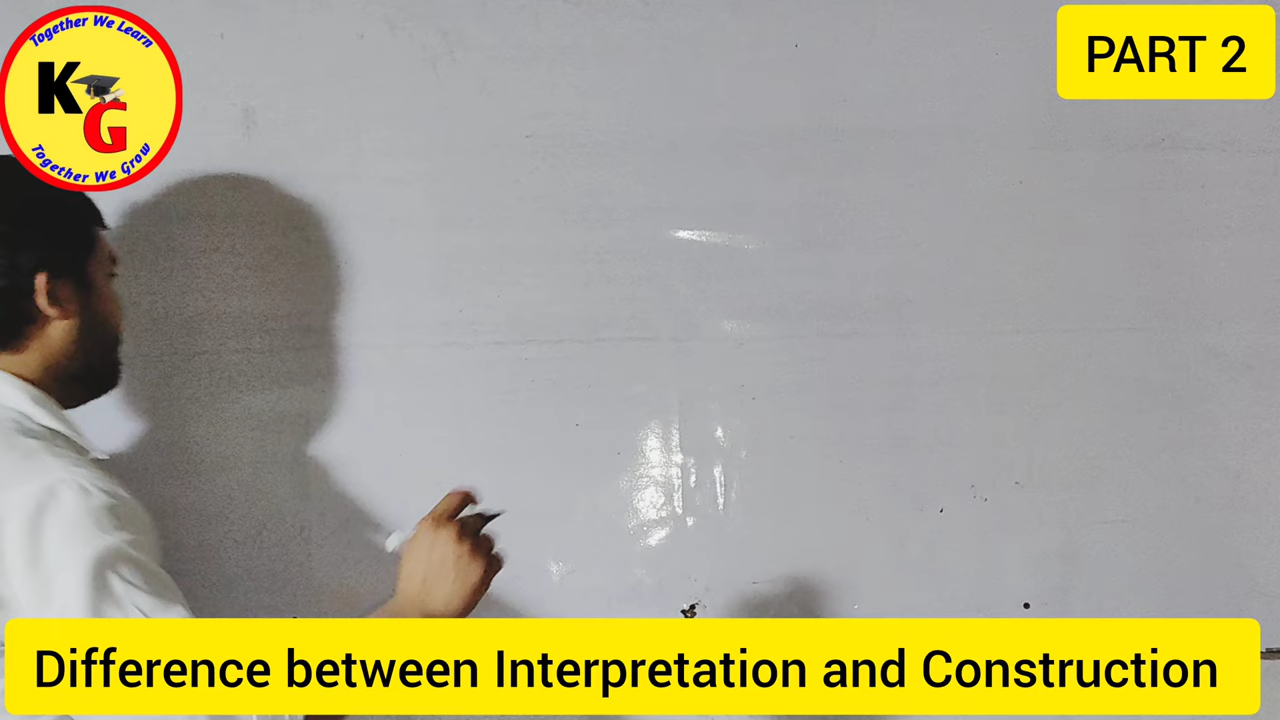 Together We Learn
KG
Together We Grow
PART 2
Difference between Interpretation and Construction